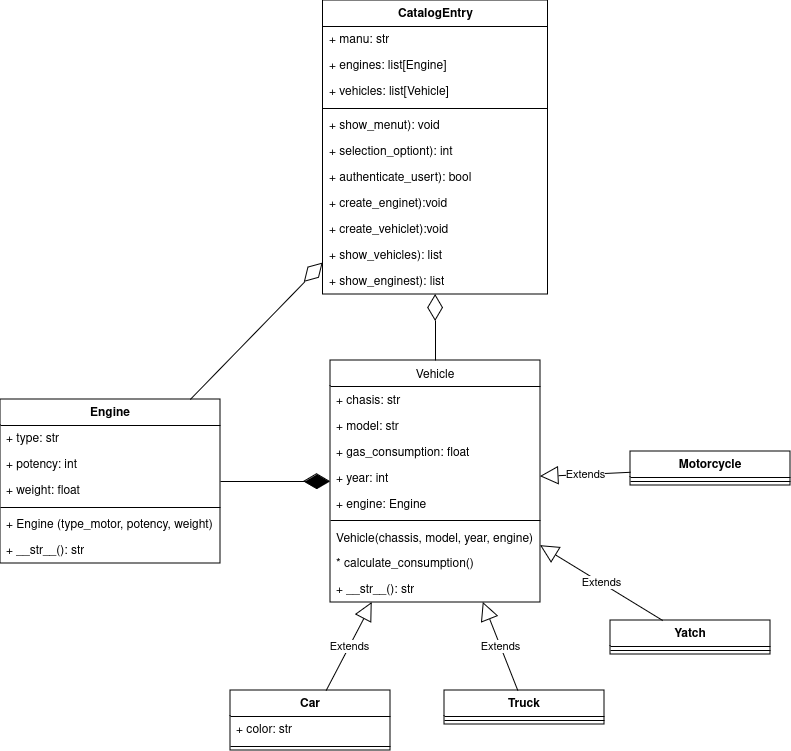 CatalogEntry
+ manu: str
+ engines: list[Engine]
+ vehicles: list[Vehicle]
+ show_menut): void
+ selection_optiont): int
+ authenticate_usert): bool
+ create_enginet):void
+ create_vehiclet):void
+ show_vehicles): list
+ show_enginest): list
Engine
+ type: str
+ potency: int
+ weight: float
+ Engine (type_motor, potency, weight)
+ __str__(): str
Vehicle
+ chasis: str
+ model: str
+ gas_consumption: float
+ year: int
+ engine: Engine
Vehicle(chassis, model, year, engine)
* calculate_consumption()
+ __str__(): str
Extends
Motorcycle
Extends
Yatch
Extends
Car
+ color: str
Extends
Truck